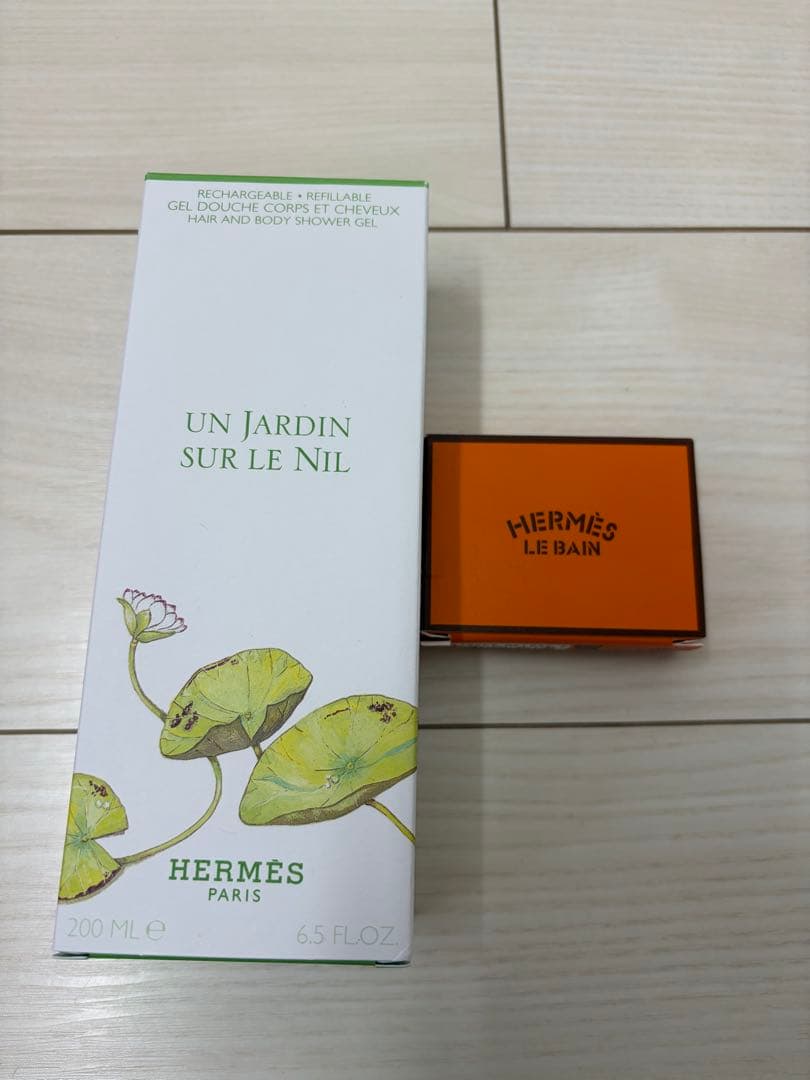 RECHARGEABLE • REFILLABLE
GEL DOUCHE CORPS ET CHEVEUX
HAIR AND BODY SHOWER GEL
UN JARDIN
SUR LE NIL
HERMÈS
PARIS
200 ML ℮
6.5 FL.OZ.
HERMÈS
LE BAIN